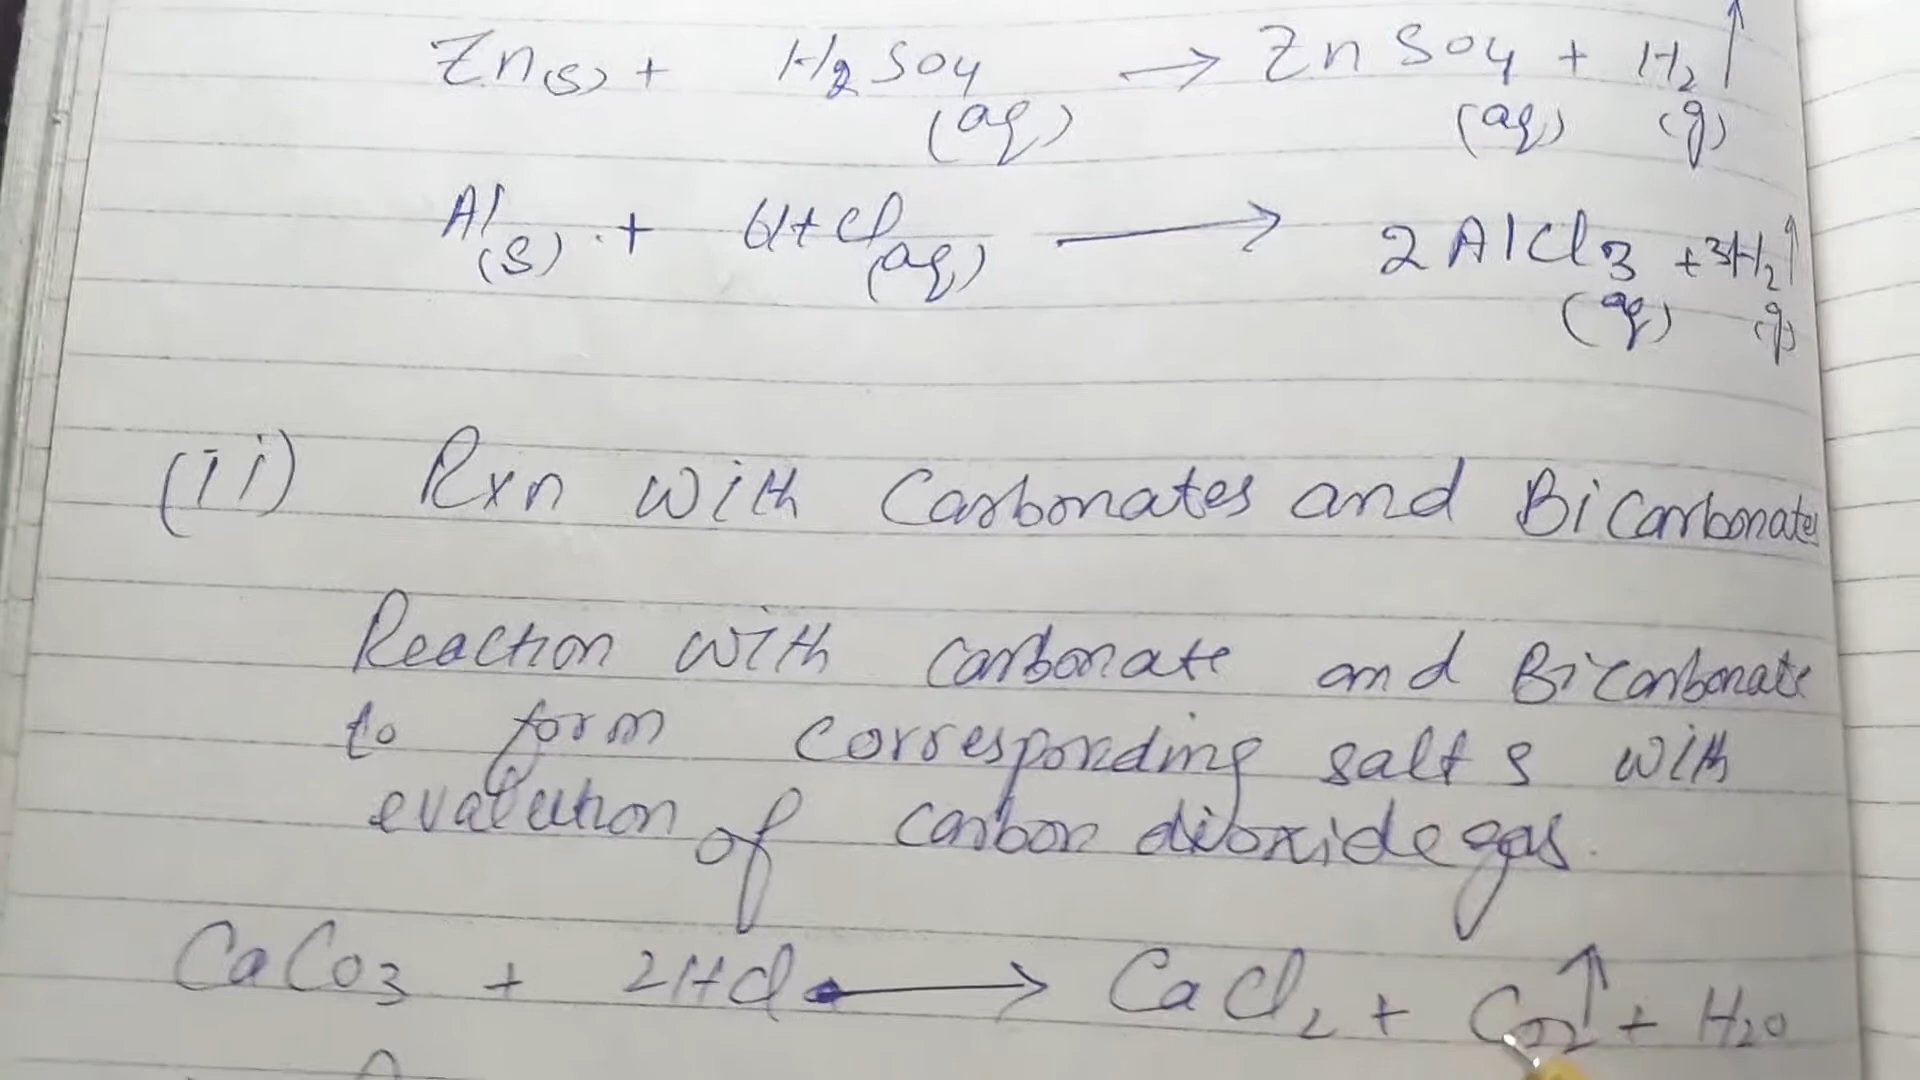 Zn(s) + H2SO4 (aq) → ZnSO4 (aq) + H2↑ (g)
Al(s) + 6HCl(aq) → 2AlCl3 (aq) + 3H2↑ (g)
(ii) Rxn with Carbonates and Bicarbonates
Reaction with carbonate and Bicarbonate
to form corresponding salts with
evalution of carbon dioxide gas.
CaCO3 + 2HCl → CaCl2 + CO2↑ + H2O